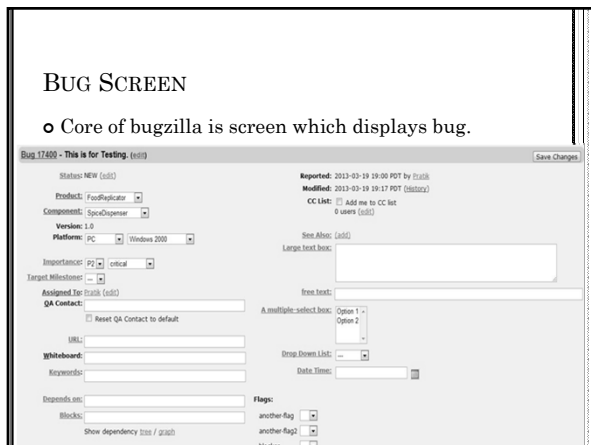 BUG SCREEN
Core of bugzilla is screen which displays bug.
Bug 17400 - This is for Testing. (edit)
Save Changes
Status: NEW (edit)
Product: FoodReplicator
Component: SpiceDispenser
Version: 1.0
Platform: PC Windows 2000
Importance: P2 critical
Target Milestone: ---
Assigned To: Pratik (edit)
QA Contact:
Reset QA Contact to default
URL:
Whiteboard:
Keywords:
Depends on:
Blocks:
Show dependency tree / graph
Reported: 2013-03-19 19:00 PDT by Pratik
Modified: 2013-03-19 19:17 PDT (History)
CC List: Add me to CC list
0 users (edit)
See Also: (add)
Large text box:
free text:
A multiple-select box: Option 1
Option 2
Drop Down List: ---
Date Time:
Flags:
another-flag
another-flag2